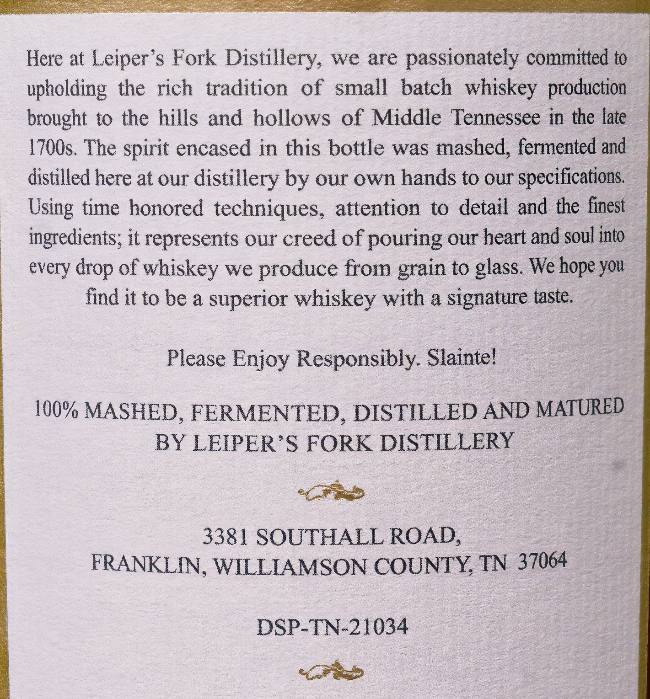 Here at Leiper's Fork Distillery, we are passionately committed to
upholding the rich tradition of small batch whiskey production
brought to the hills and hollows of Middle Tennessee in the late
1700s. The spirit encased in this bottle was mashed, fermented and
distilled here at our distillery by our own hands to our specifications.
Using time honored techniques, attention to detail and the finest
ingredients; it represents our creed of pouring our heart and soul into
every drop of whiskey we produce from grain to glass. We hope you
find it to be a superior whiskey with a signature taste.
Please Enjoy Responsibly. Slainte!
100% MASHED, FERMENTED, DISTILLED AND MATURED
BY LEIPER'S FORK DISTILLERY
3381 SOUTHALL ROAD,
FRANKLIN, WILLIAMSON COUNTY, TN 37064
DSP-TN-21034